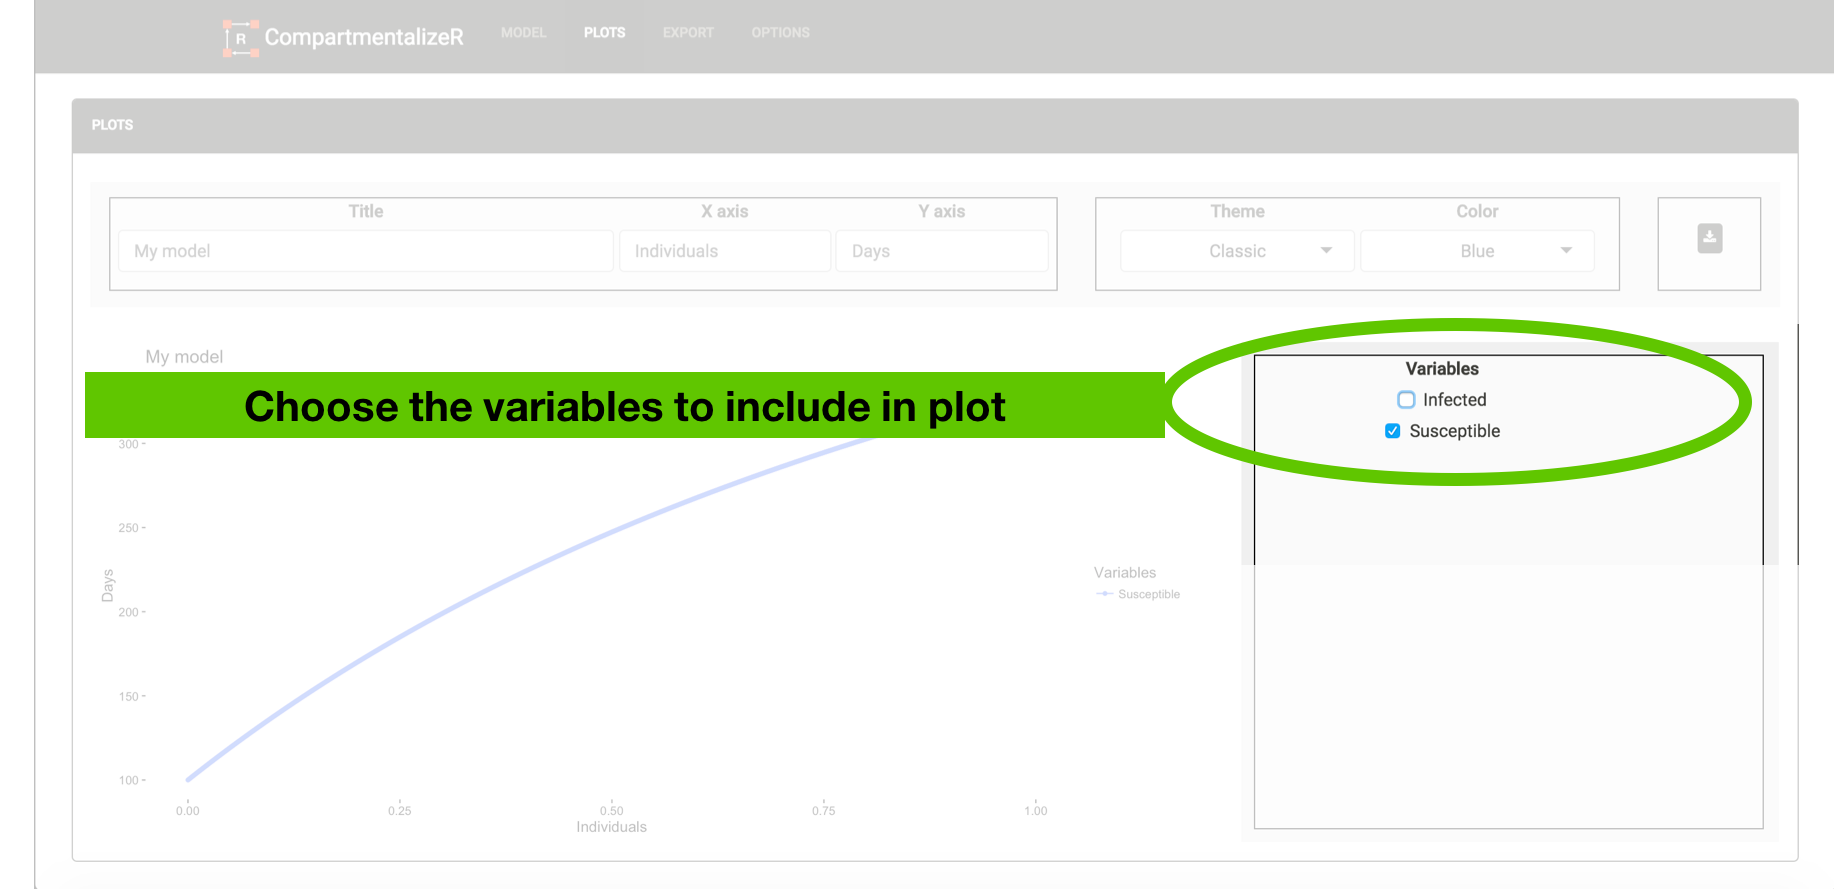 R CompartmentalizeR MODEL PLOTS EXPORT OPTIONS
PLOTS
Title X axis Y axis Theme Color
My model Individuals Days Classic Blue
My model
Variables
Choose the variables to include in plot
Infected
Susceptible
300
250
Days
200
150
100
Variables
Susceptible
0.00 0.25 0.50 0.75 1.00
Individuals